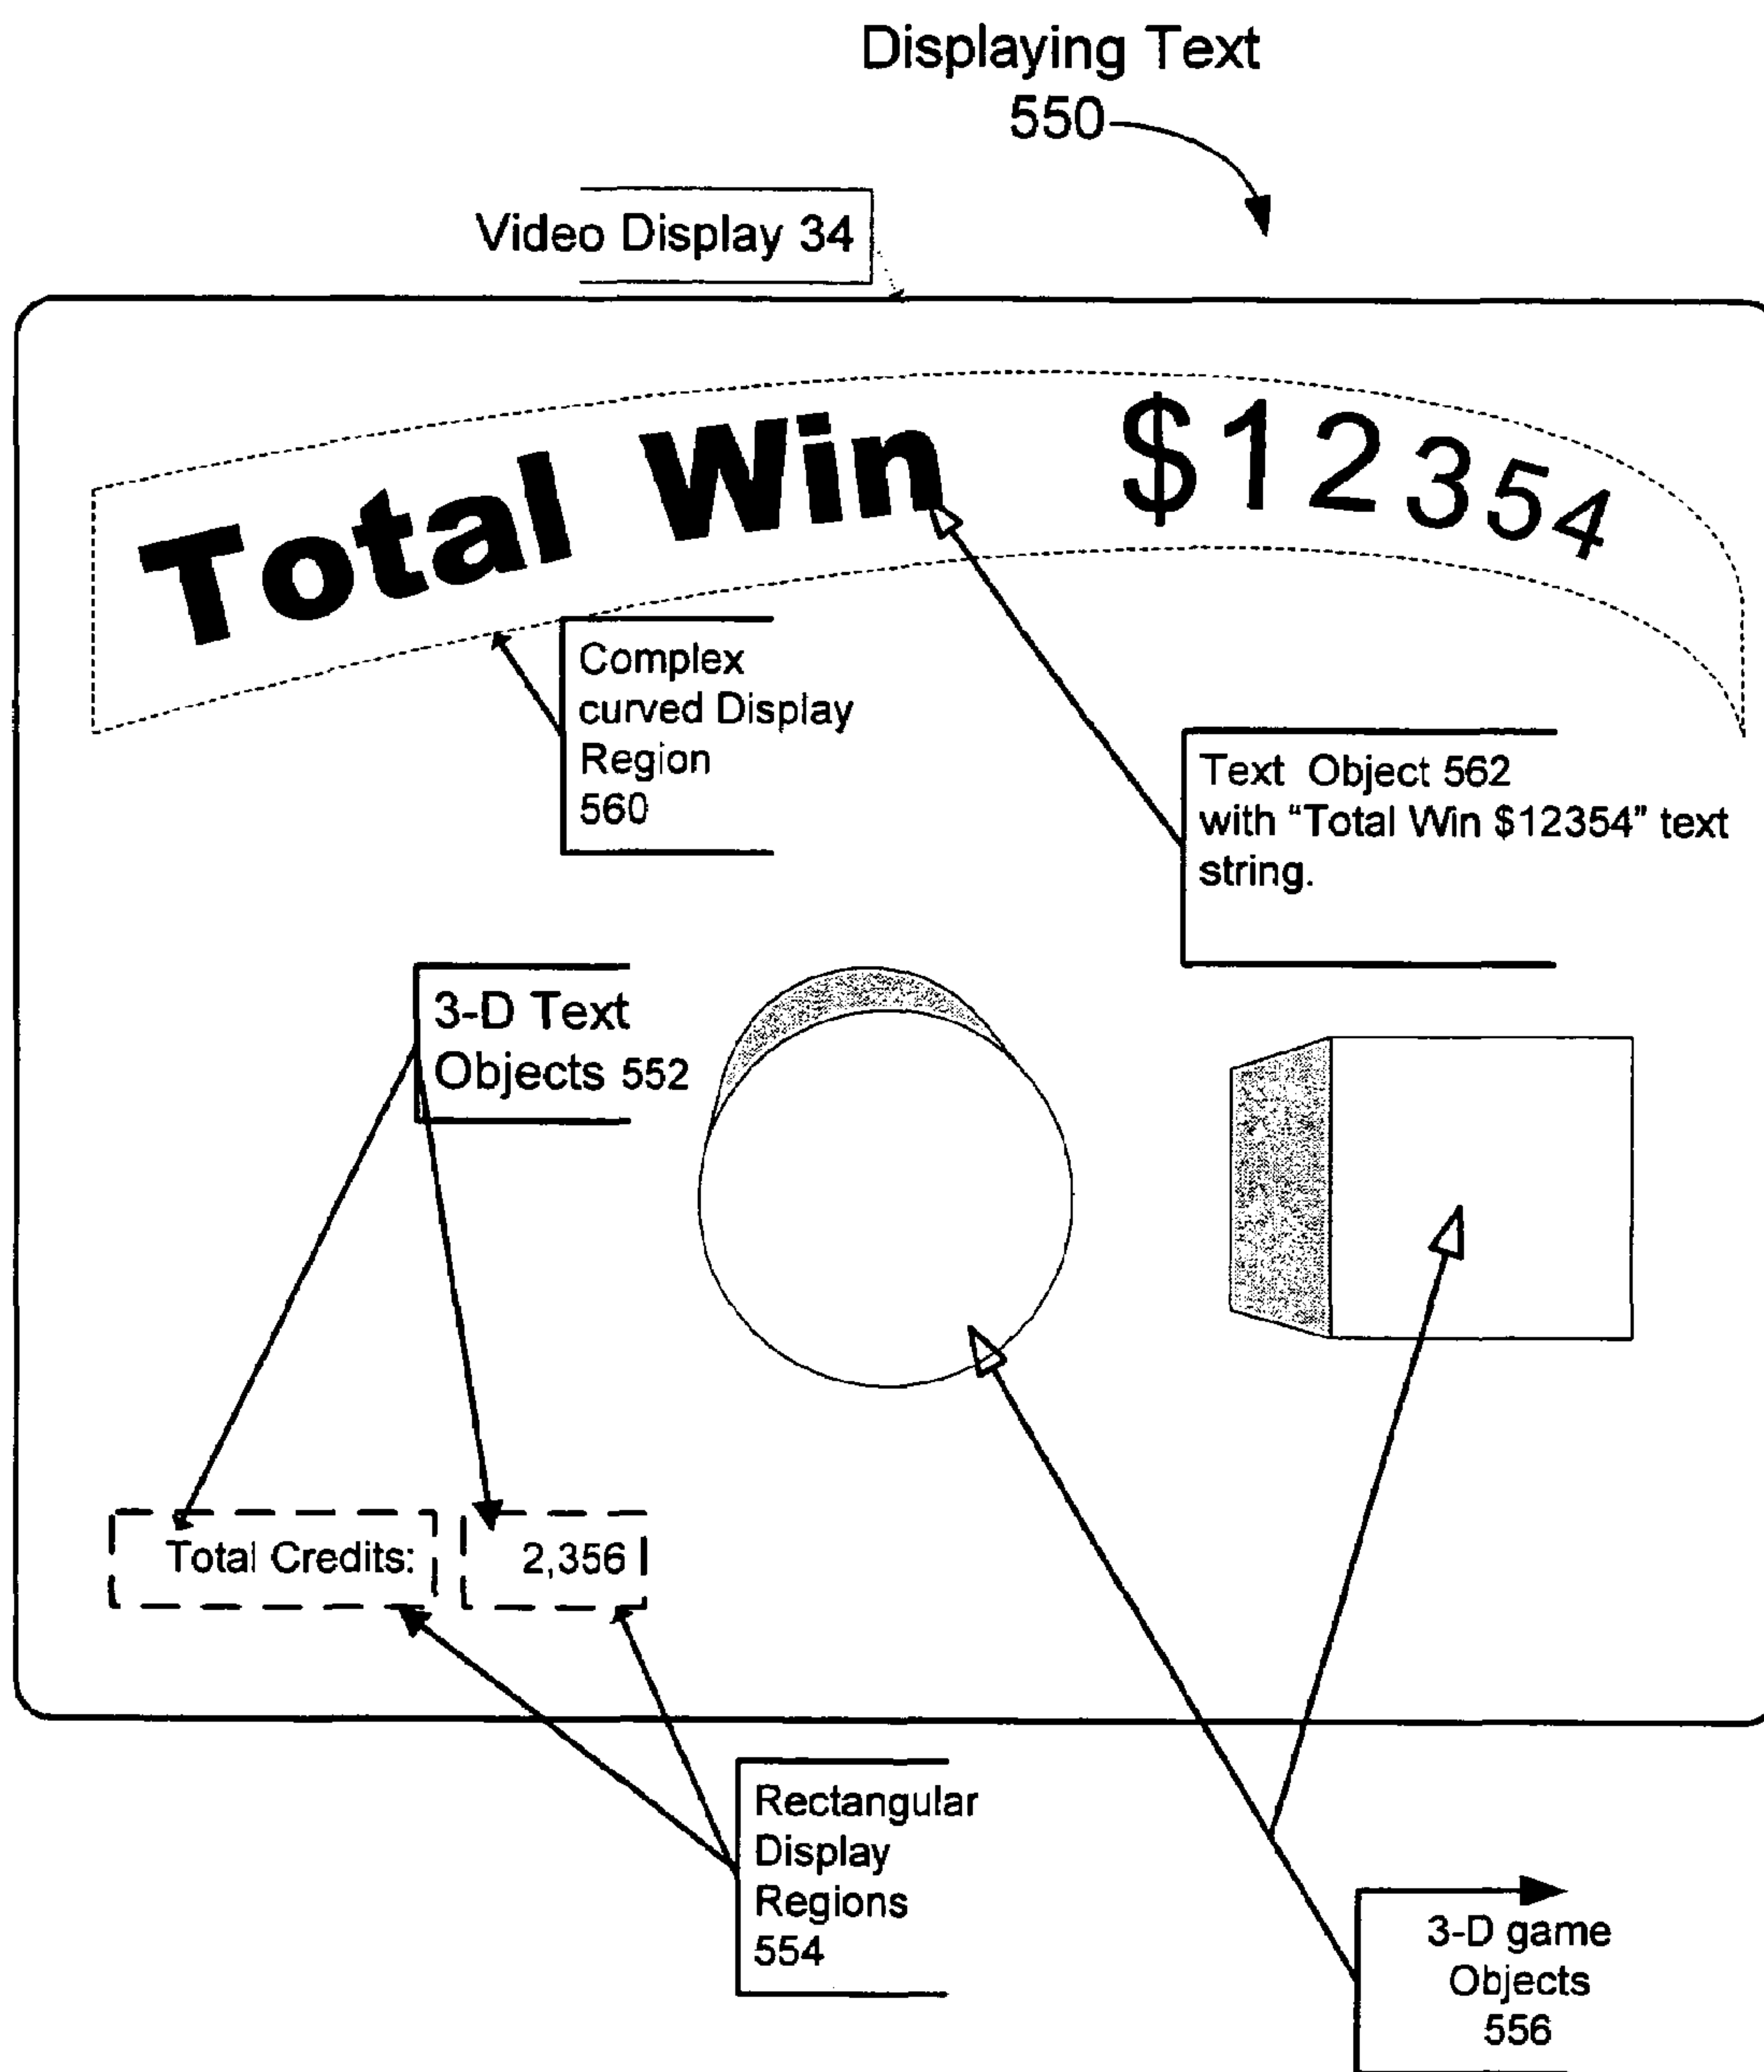 Displaying Text
550
Video Display 34
Total Win $12354
Complex
curved Display
Region
560
Text Object 562
with “Total Win $12354” text
string.
3-D Text
Objects 552
Total Credits: 2,356
Rectangular
Display
Regions
554
3-D game
Objects
556